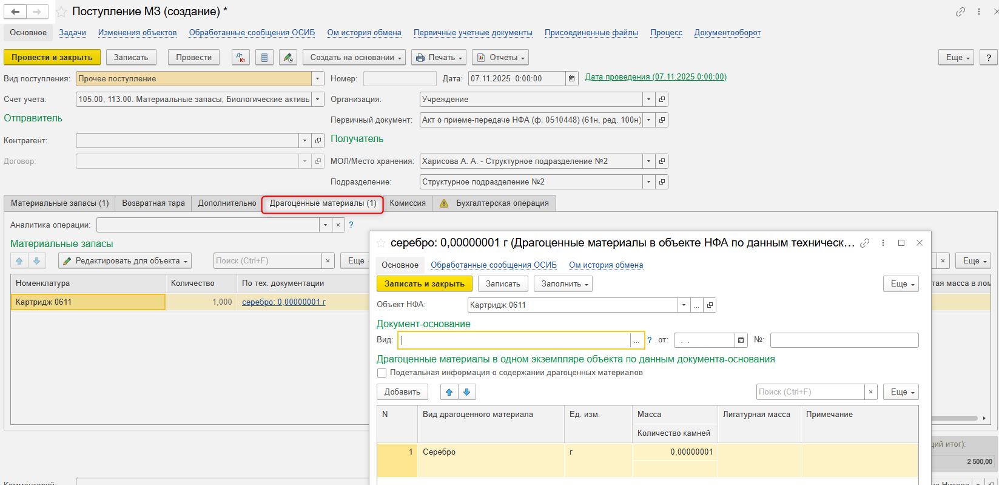 Поступление МЗ (создание) *
Основное Задачи Изменения объектов Обработанные сообщения ОСИБ Ом история обмена Первичные учетные документы Присоединенные файлы Процесс Документооборот
Провести и закрыть Записать Провести Дт Кт Создать на основании Печать Отчеты Еще ?
Вид поступления: Прочее поступление Номер: Дата: 07.11.2025 0:00:00 Дата проведения (07.11.2025 0:00:00)
Счет учета: 105.00, 113.00. Материальные запасы, Биологические активы Организация: Учреждение
Отправитель Первичный документ: Акт о приеме-передаче НФА (ф. 0510448) (61н, ред. 100н)
Контрагент: Получатель
Договор: МОЛ/Место хранения: Харисова А. А. - Структурное подразделение №2
Подразделение: Структурное подразделение №2
Материальные запасы (1) Возвратная тара Дополнительно Драгоценные материалы (1) Комиссия Бухгалтерская операция
Аналитика операции: ?
Материальные запасы
Редактировать для объекта Поиск (Ctrl+F) × Еще × Еще
Номенклатура Количество По тех. документации тая масса в лом
Картридж 0611 1,000 серебро: 0,00000001 г
серебро: 0,00000001 г (Драгоценные материалы в объекте НФА по данным техническ...
Основное Обработанные сообщения ОСИБ Ом история обмена
Записать и закрыть Записать Заполнить Еще
Объект НФА: Картридж 0611 ...
Документ-основание
Вид: ... ? от: . . №:
Драгоценные материалы в одном экземпляре объекта по данным документа-основания
Подетальная информация о содержании драгоценных материалов
Добавить Поиск (Ctrl+F) × Еще
N Вид драгоценного материала Ед. изм. Масса Лигатурная масса Примечание
Количество камней
1 Серебро г 0,00000001
щий итог):
2 500,00
Комментарий:
на Никола